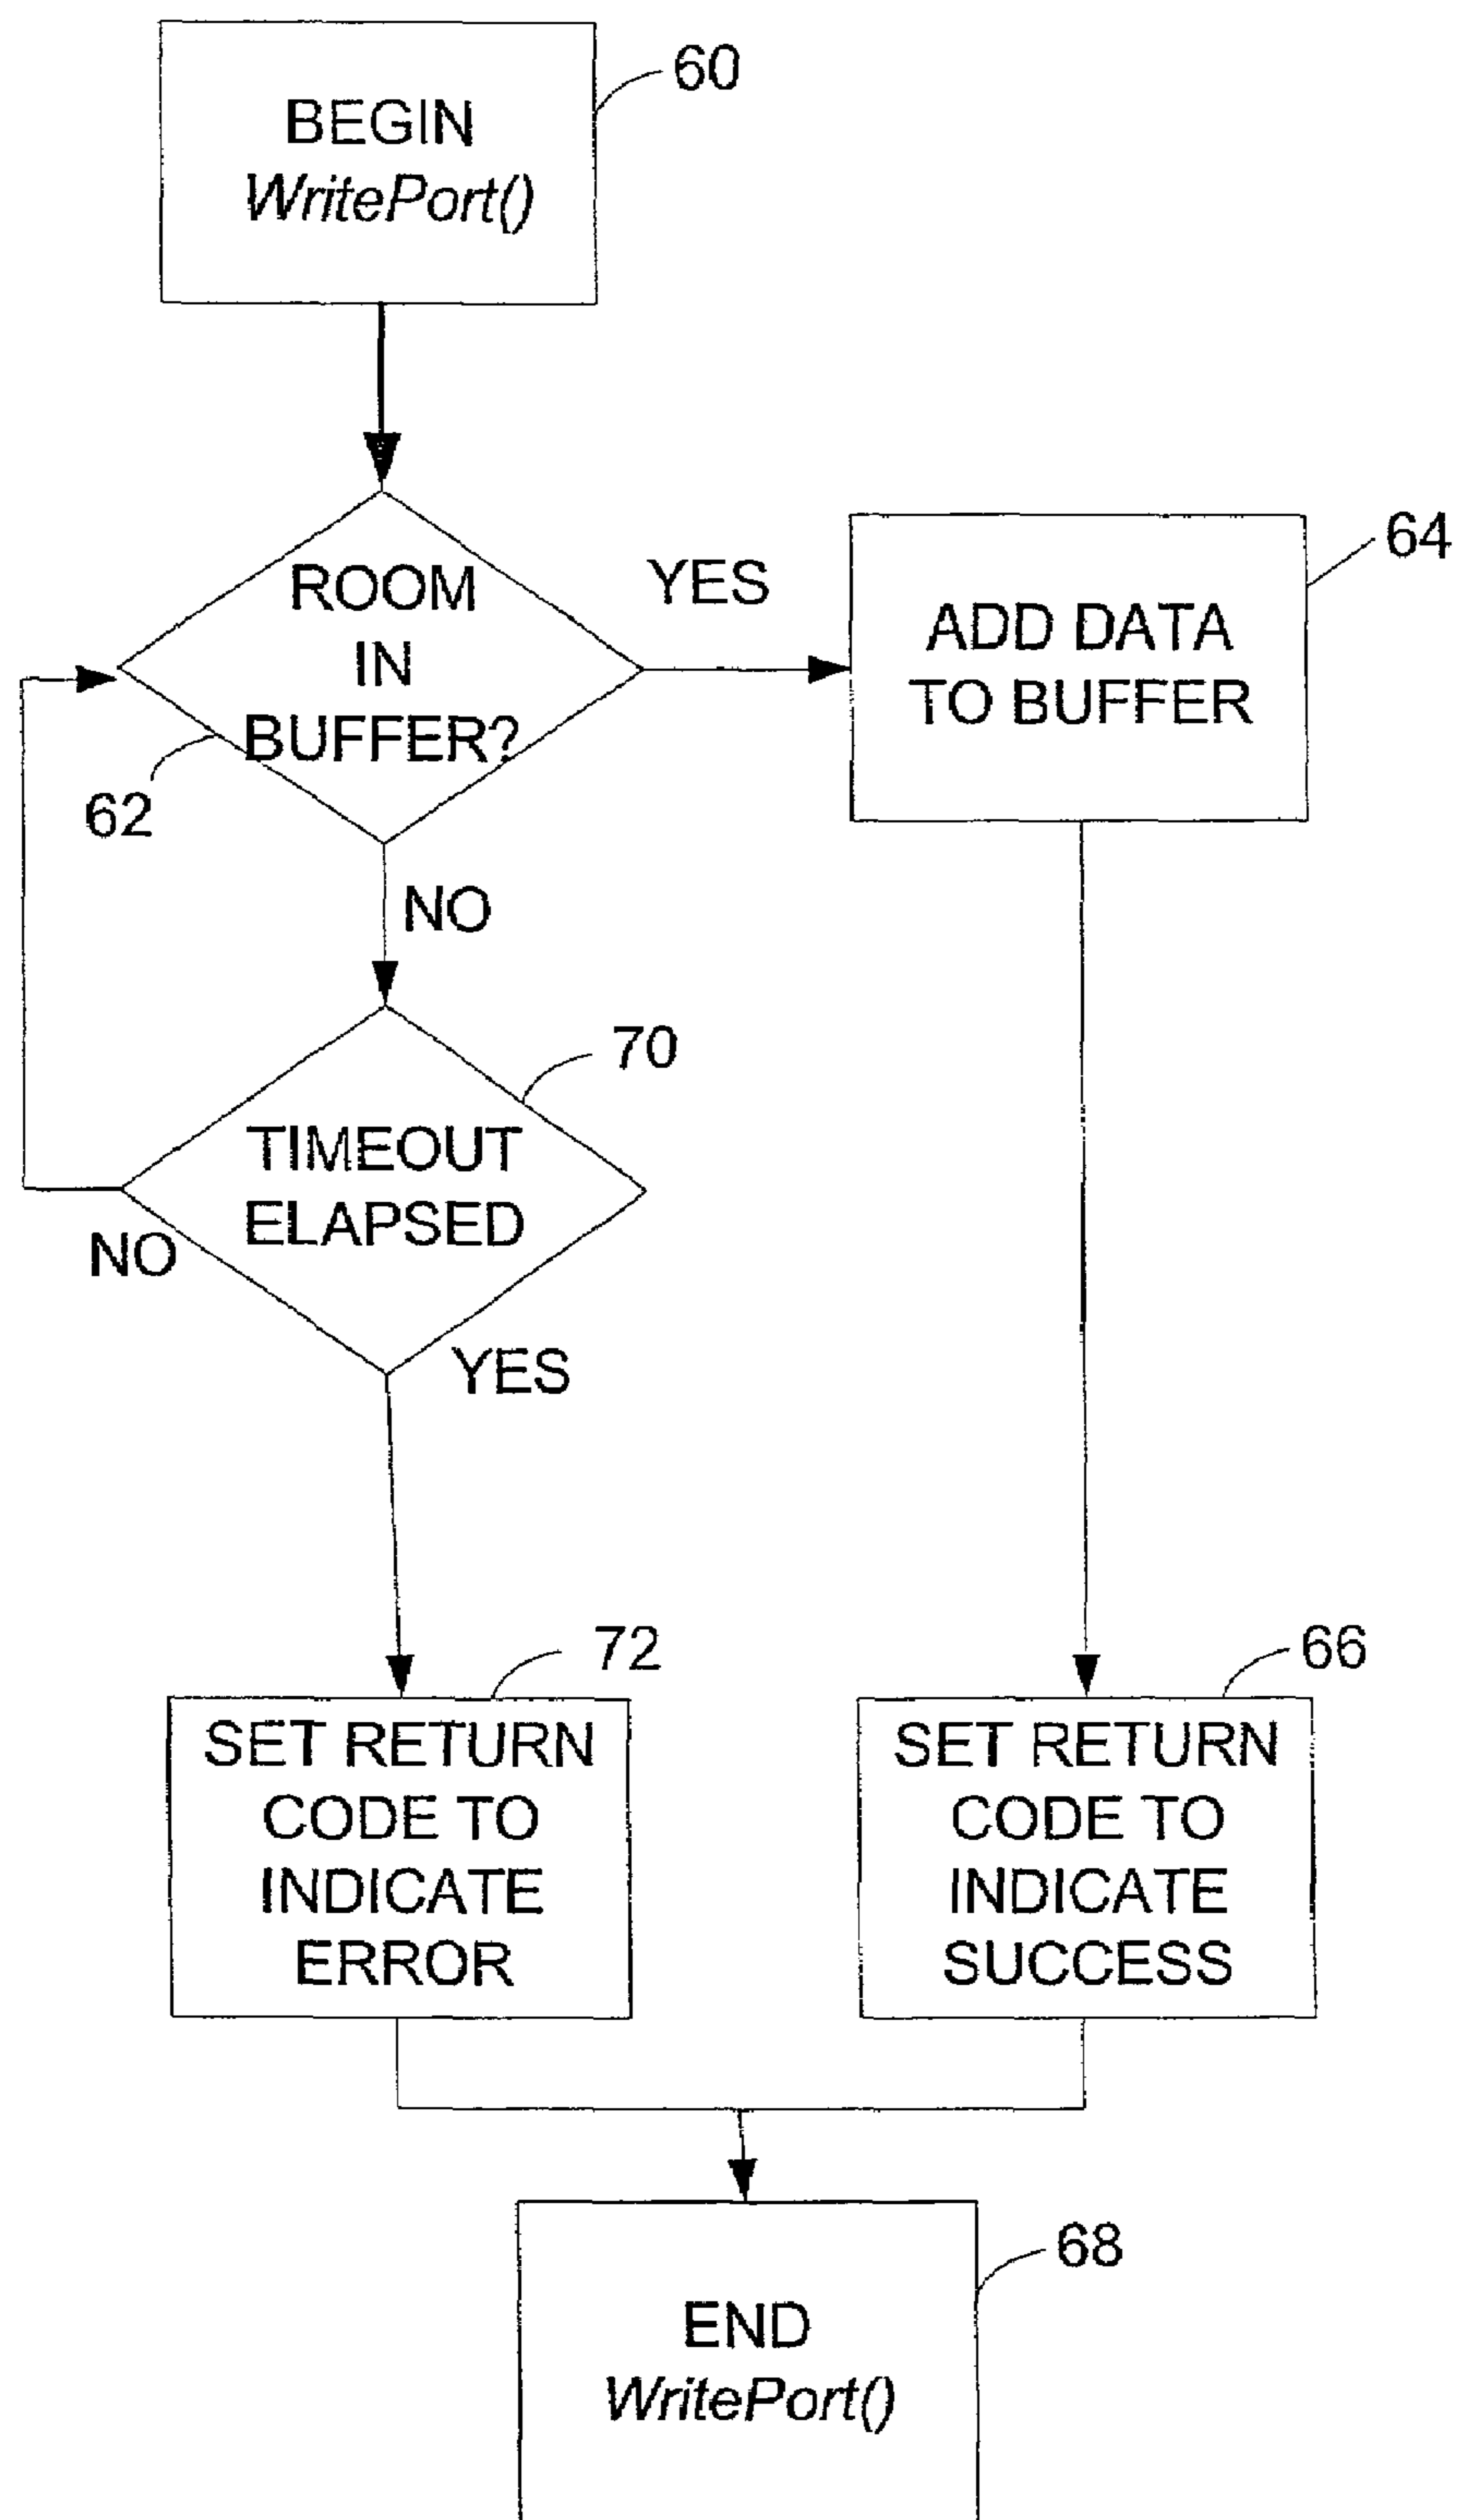 BEGIN
WritePort()
60
ROOM
IN
BUFFER?
62
YES
ADD DATA
TO BUFFER
64
NO
TIMEOUT
ELAPSED
70
NO
YES
SET RETURN
CODE TO
INDICATE
ERROR
72
SET RETURN
CODE TO
INDICATE
SUCCESS
66
END
WritePort()
68